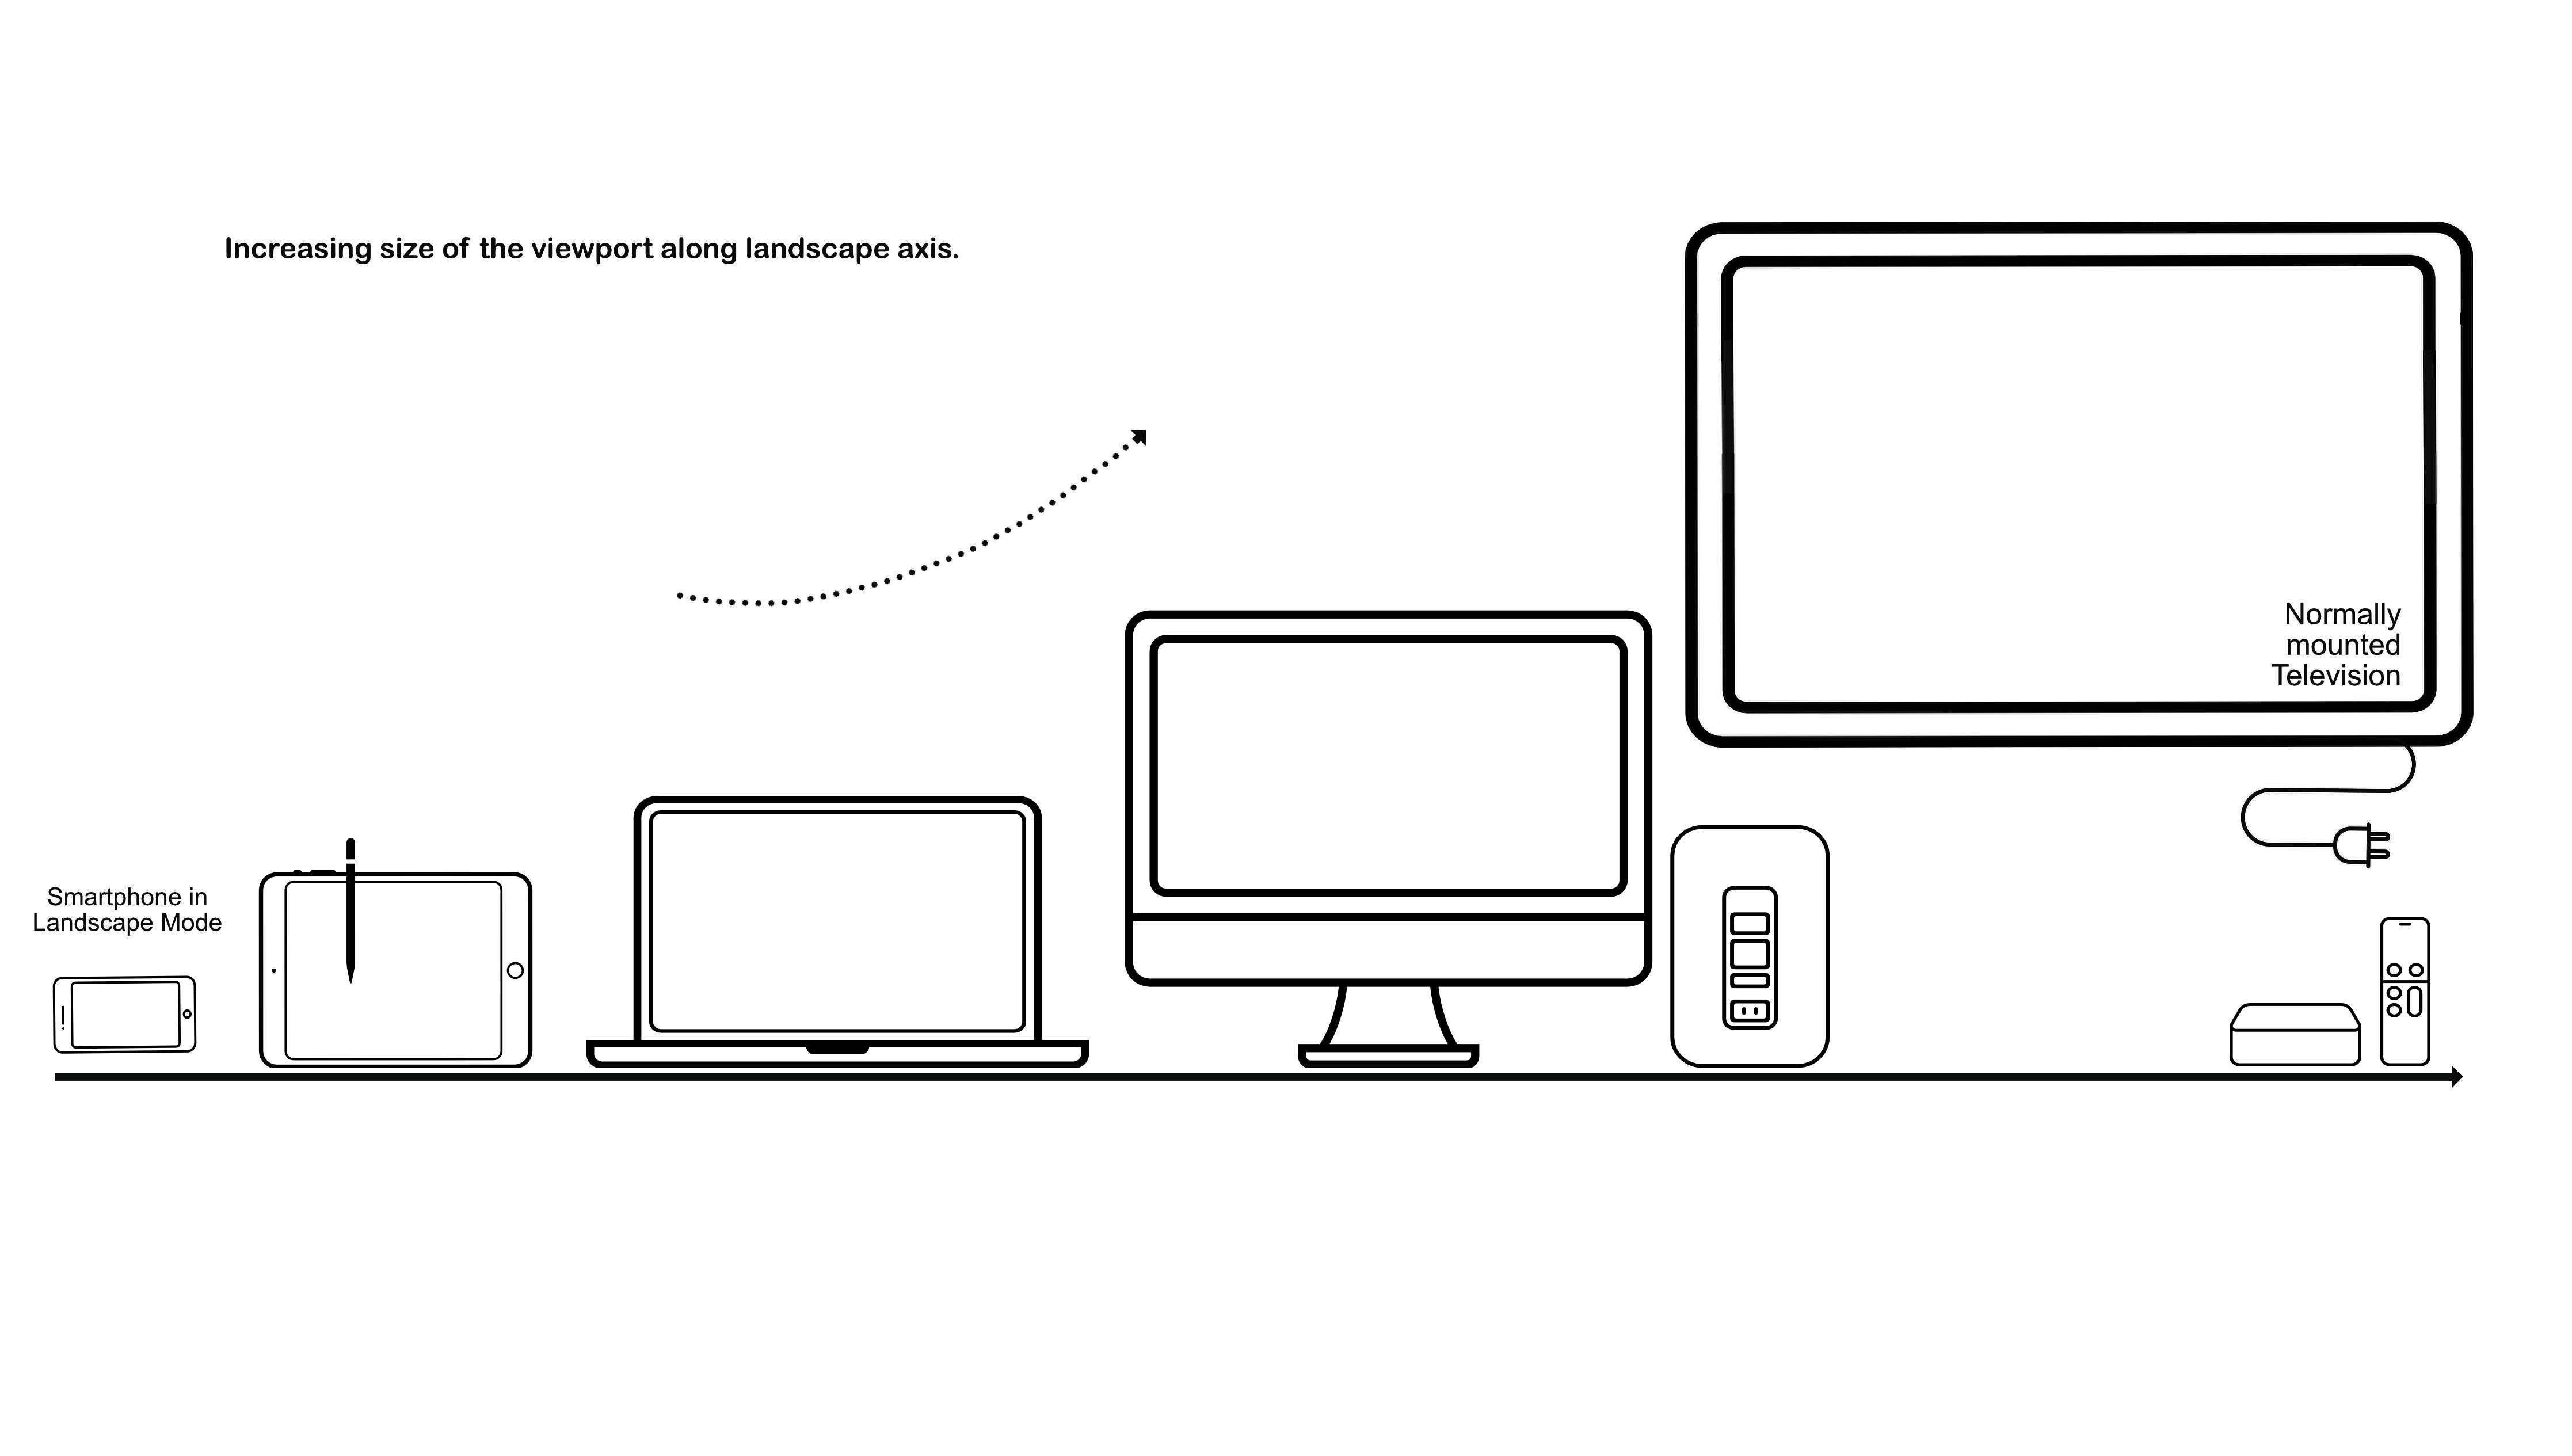 Increasing size of the viewport along landscape axis.
Normally
mounted
Television
Smartphone in
Landscape Mode